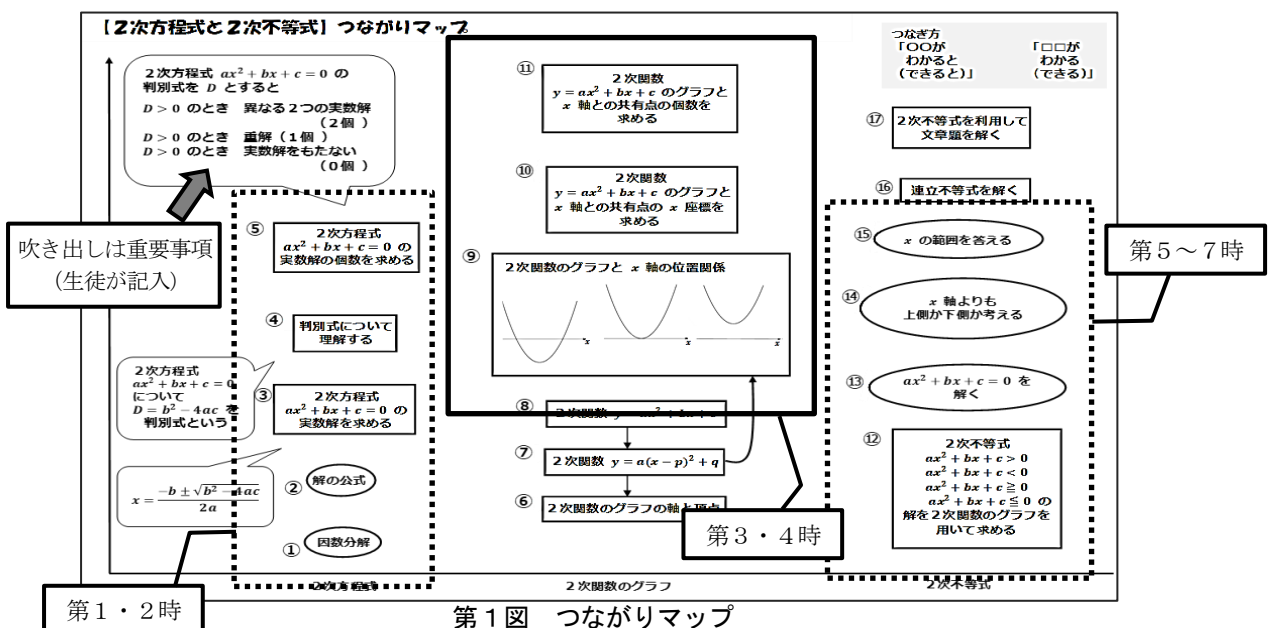 【2次方程式と2次不等式】つながりマップ
つなぎ方
「〇〇が
わかると
(できると)」
「□□が
わかる
(できる)」
2次方程式 ax² + bx + c = 0 の
判別式を D とすると
D > 0 のとき 異なる2つの実数解
(2個)
D > 0 のとき 重解(1個)
D > 0 のとき 実数解をもたない
(0個)
吹き出しは重要事項
(生徒が記入)
⑤
2次方程式
ax² + bx + c = 0 の
実数解の個数を求める
④
判別式について
理解する
2次方程式
ax² + bx + c = 0
について
D = b² − 4ac を
判別式という
③
2次方程式
ax² + bx + c = 0 の
実数解を求める
x = (−b ± √(b² − 4ac)) / 2a
②
解の公式
①
因数分解
2次方程式
第1・2時
⑪
2次関数
y = ax² + bx + c のグラフと
x 軸との共有点の個数を
求める
⑩
2次関数
y = ax² + bx + c のグラフと
x 軸との共有点の x 座標を
求める
⑨
2次関数のグラフと x 軸の位置関係
x
x
x
⑧
2次関数 y = ax² + bx + c
⑦
2次関数 y = a(x − p)² + q
⑥
2次関数のグラフの軸と頂点
第3・4時
2次関数のグラフ
⑰
2次不等式を利用して
文章題を解く
⑯
連立不等式を解く
⑮
x の範囲を答える
⑭
x 軸よりも
上側か下側か考える
⑬
ax² + bx + c = 0 を
解く
⑫
2次不等式
ax² + bx + c > 0
ax² + bx + c < 0
ax² + bx + c ≧ 0
ax² + bx + c ≦ 0 の
解を2次関数のグラフを
用いて求める
第5〜7時
2次不等式
第1図 つながりマップ